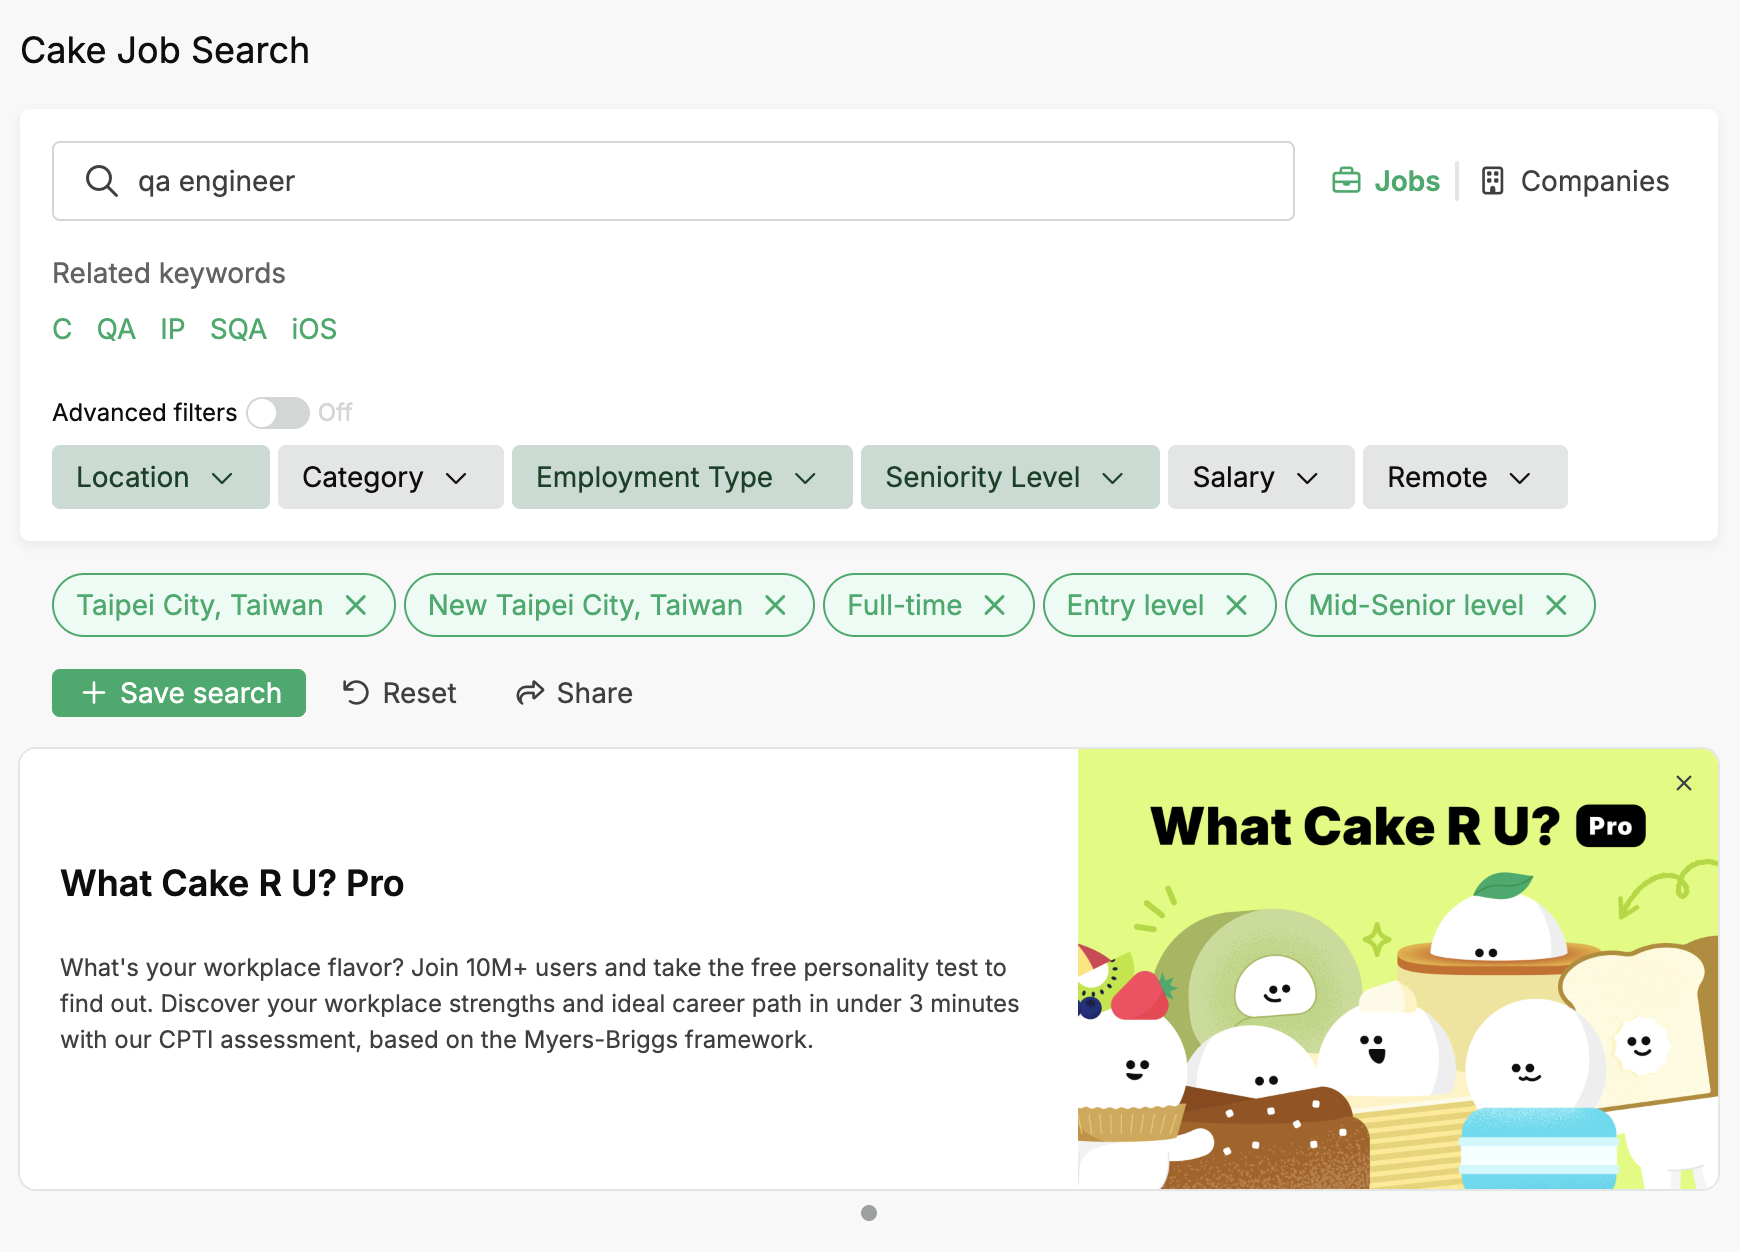 Cake Job Search
qa engineer
Jobs
Companies
Related keywords
C QA IP SQA iOS
Advanced filters Off
Location Category Employment Type Seniority Level Salary Remote
Taipei City, Taiwan New Taipei City, Taiwan Full-time Entry level Mid-Senior level
Save search Reset Share
What Cake R U? Pro
What's your workplace flavor? Join 10M+ users and take the free personality test to
find out. Discover your workplace strengths and ideal career path in under 3 minutes
with our CPTI assessment, based on the Myers-Briggs framework.
What Cake R U? Pro